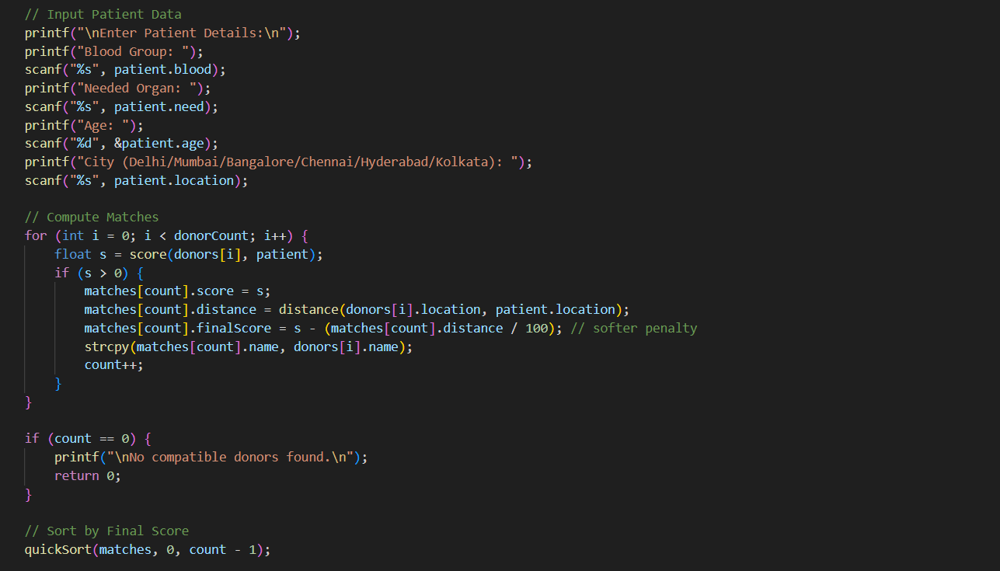 // Input Patient Data
printf("\nEnter Patient Details:\n");
printf("Blood Group: ");
scanf("%s", patient.blood);
printf("Needed Organ: ");
scanf("%s", patient.need);
printf("Age: ");
scanf("%d", &patient.age);
printf("City (Delhi/Mumbai/Bangalore/Chennai/Hyderabad/Kolkata): ");
scanf("%s", patient.location);

// Compute Matches
for (int i = 0; i < donorCount; i++) {
    float s = score(donors[i], patient);
    if (s > 0) {
        matches[count].score = s;
        matches[count].distance = distance(donors[i].location, patient.location);
        matches[count].finalScore = s - (matches[count].distance / 100); // softer penalty
        strcpy(matches[count].name, donors[i].name);
        count++;
    }
}

if (count == 0) {
    printf("\nNo compatible donors found.\n");
    return 0;
}

// Sort by Final Score
quickSort(matches, 0, count - 1);